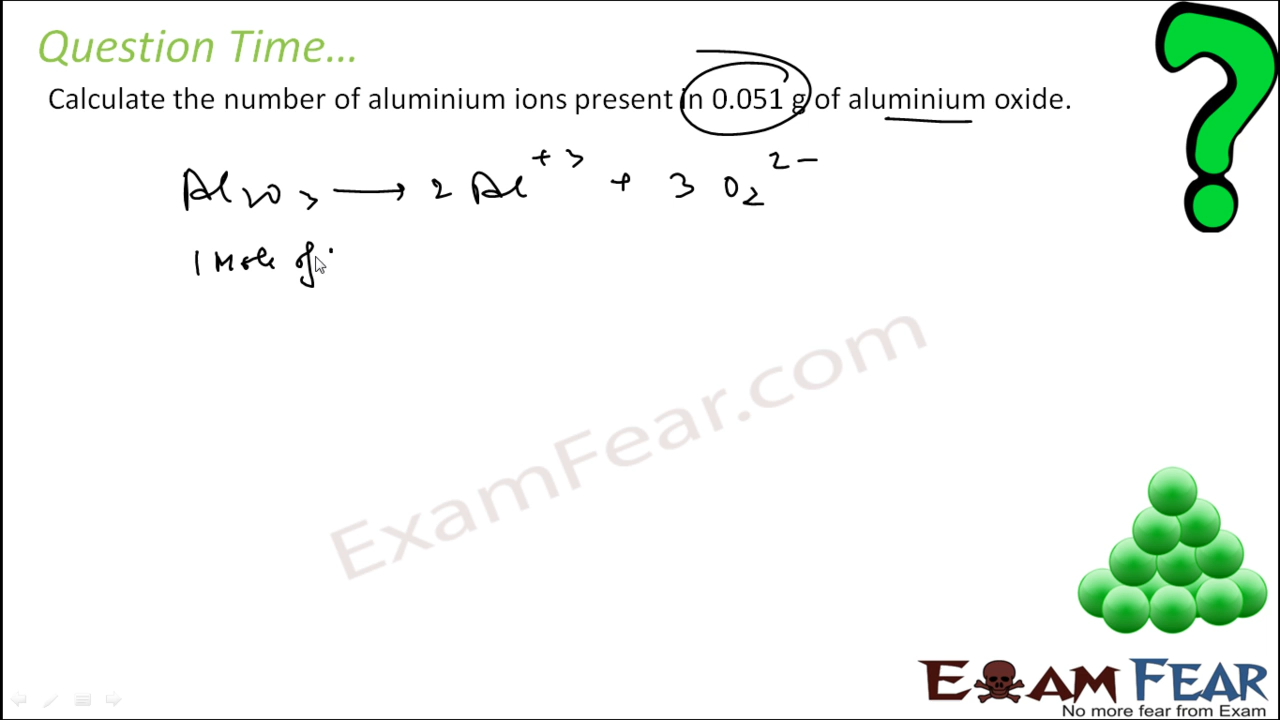 Question Time...
Calculate the number of aluminium ions present in 0.051 g of aluminium oxide.
Al2O3 → 2 Al+3 + 3 O2 2-
1 Mole of
ExamFear.com
EXAM FEAR
No more fear from Exam